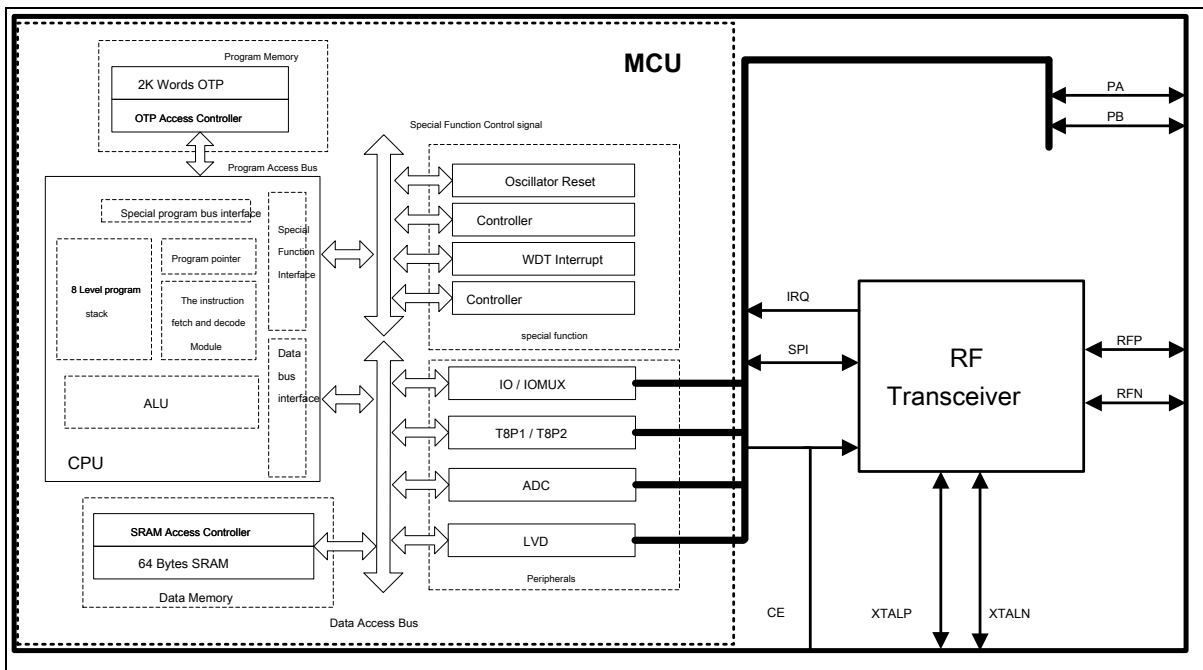 MCU
Program Memory
2K Words OTP
OTP Access Controller
Program Access Bus
Special program bus interface
Special
Function
Interface
8 Level program
stack
Program pointer
The instruction
fetch and decode
Module
Data
bus
interface
ALU
CPU
SRAM Access Controller
64 Bytes SRAM
Data Memory
Special Function Control signal
Oscillator Reset
Controller
WDT Interrupt
Controller
special function
IO / IOMUX
T8P1 / T8P2
ADC
LVD
Peripherals
Data Access Bus
PA
PB
IRQ
SPI
RF
Transceiver
RFP
RFN
CE
XTALP
XTALN